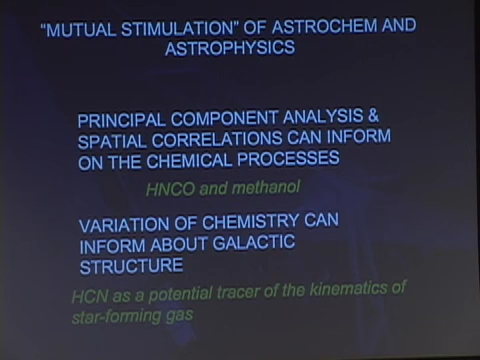 "MUTUAL STIMULATION" OF ASTROCHEM AND
ASTROPHYSICS
PRINCIPAL COMPONENT ANALYSIS &
SPATIAL CORRELATIONS CAN INFORM
ON THE CHEMICAL PROCESSES
HNCO and methanol
VARIATION OF CHEMISTRY CAN
INFORM ABOUT GALACTIC
STRUCTURE
HCN as a potential tracer of the kinematics of
star-forming gas